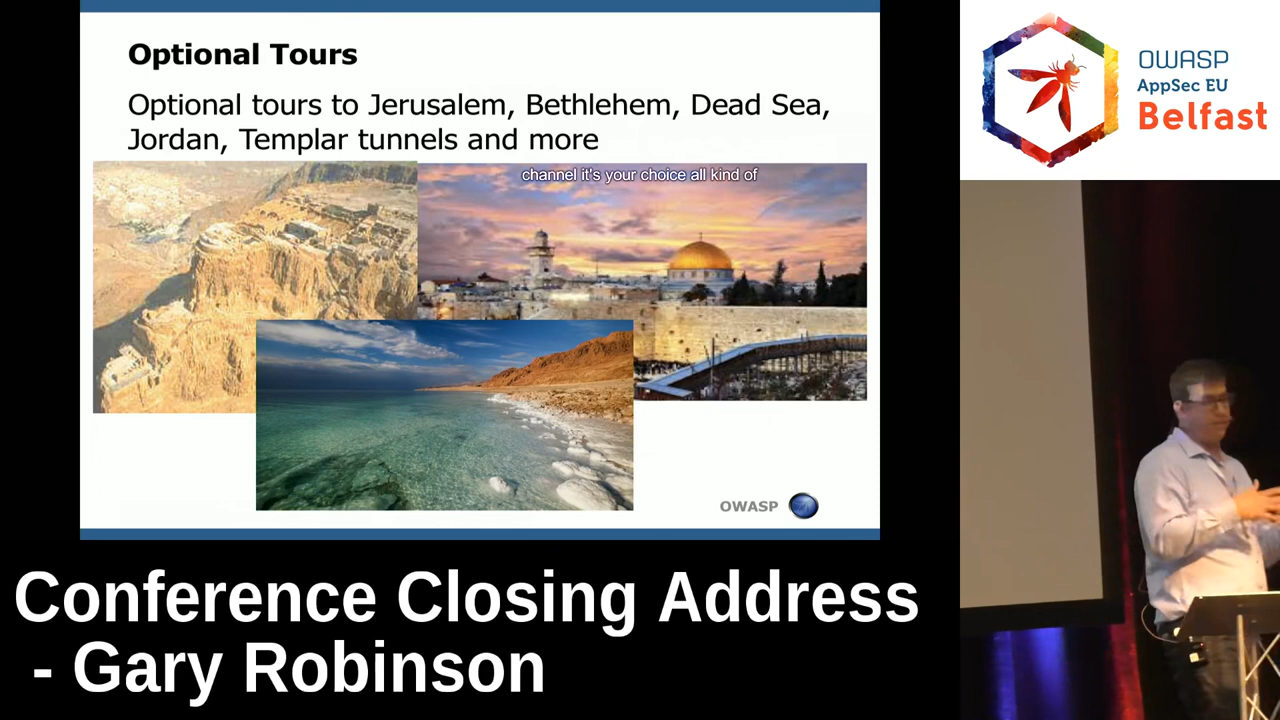 Optional Tours
Optional tours to Jerusalem, Bethlehem, Dead Sea,
Jordan, Templar tunnels and more
channel it's your choice all kind of
OWASP
OWASP
AppSec EU
Belfast
Conference Closing Address
- Gary Robinson